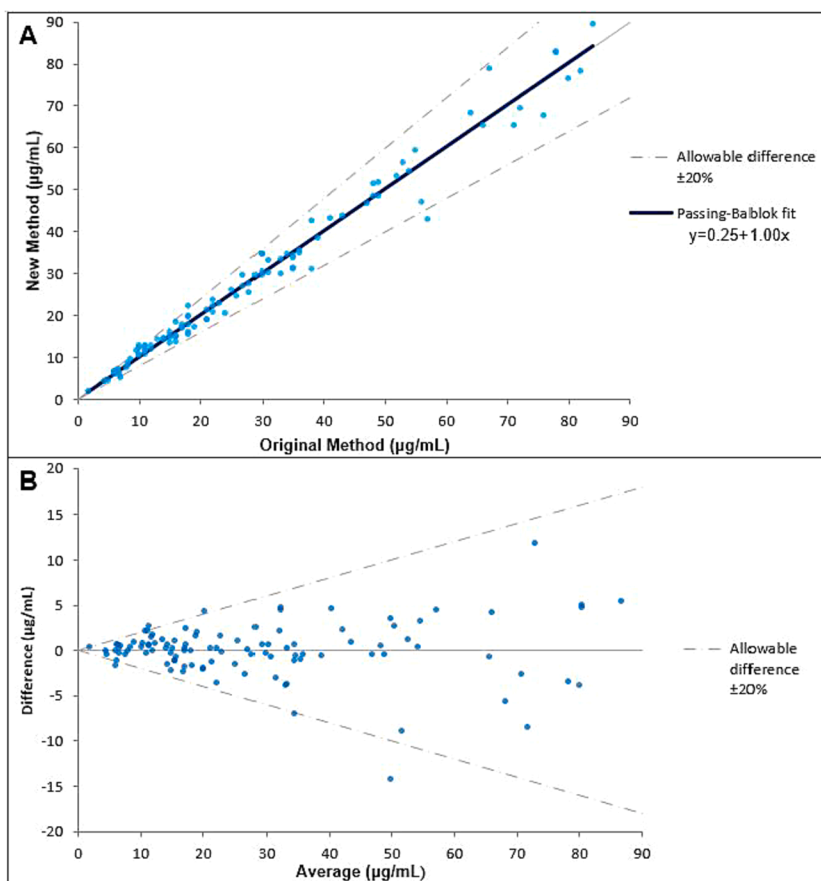 A
New Method (µg/mL)
90
80
70
60
50
40
30
20
10
0
0 10 20 30 40 50 60 70 80 90
Original Method (µg/mL)
Allowable difference
±20%
Passing-Bablok fit
y=0.25+1.00x
B
Difference (µg/mL)
20
15
10
5
0
-5
-10
-15
-20
0 10 20 30 40 50 60 70 80 90
Average (µg/mL)
Allowable
difference
±20%